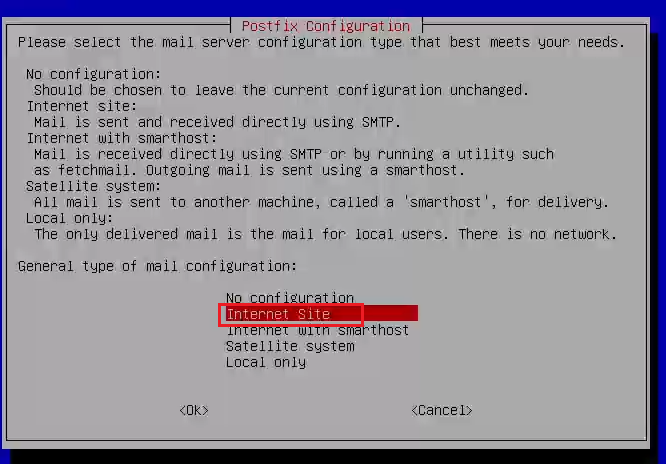 Postfix Configuration
Please select the mail server configuration type that best meets your needs.
No configuration:
Should be chosen to leave the current configuration unchanged.
Internet site:
Mail is sent and received directly using SMTP.
Internet with smarthost:
Mail is received directly using SMTP or by running a utility such
as fetchmail. Outgoing mail is sent using a smarthost.
Satellite system:
All mail is sent to another machine, called a 'smarthost', for delivery.
Local only:
The only delivered mail is the mail for local users. There is no network.
General type of mail configuration:
No configuration
Internet Site
Internet with smarthost
Satellite system
Local only
<Ok> <Cancel>